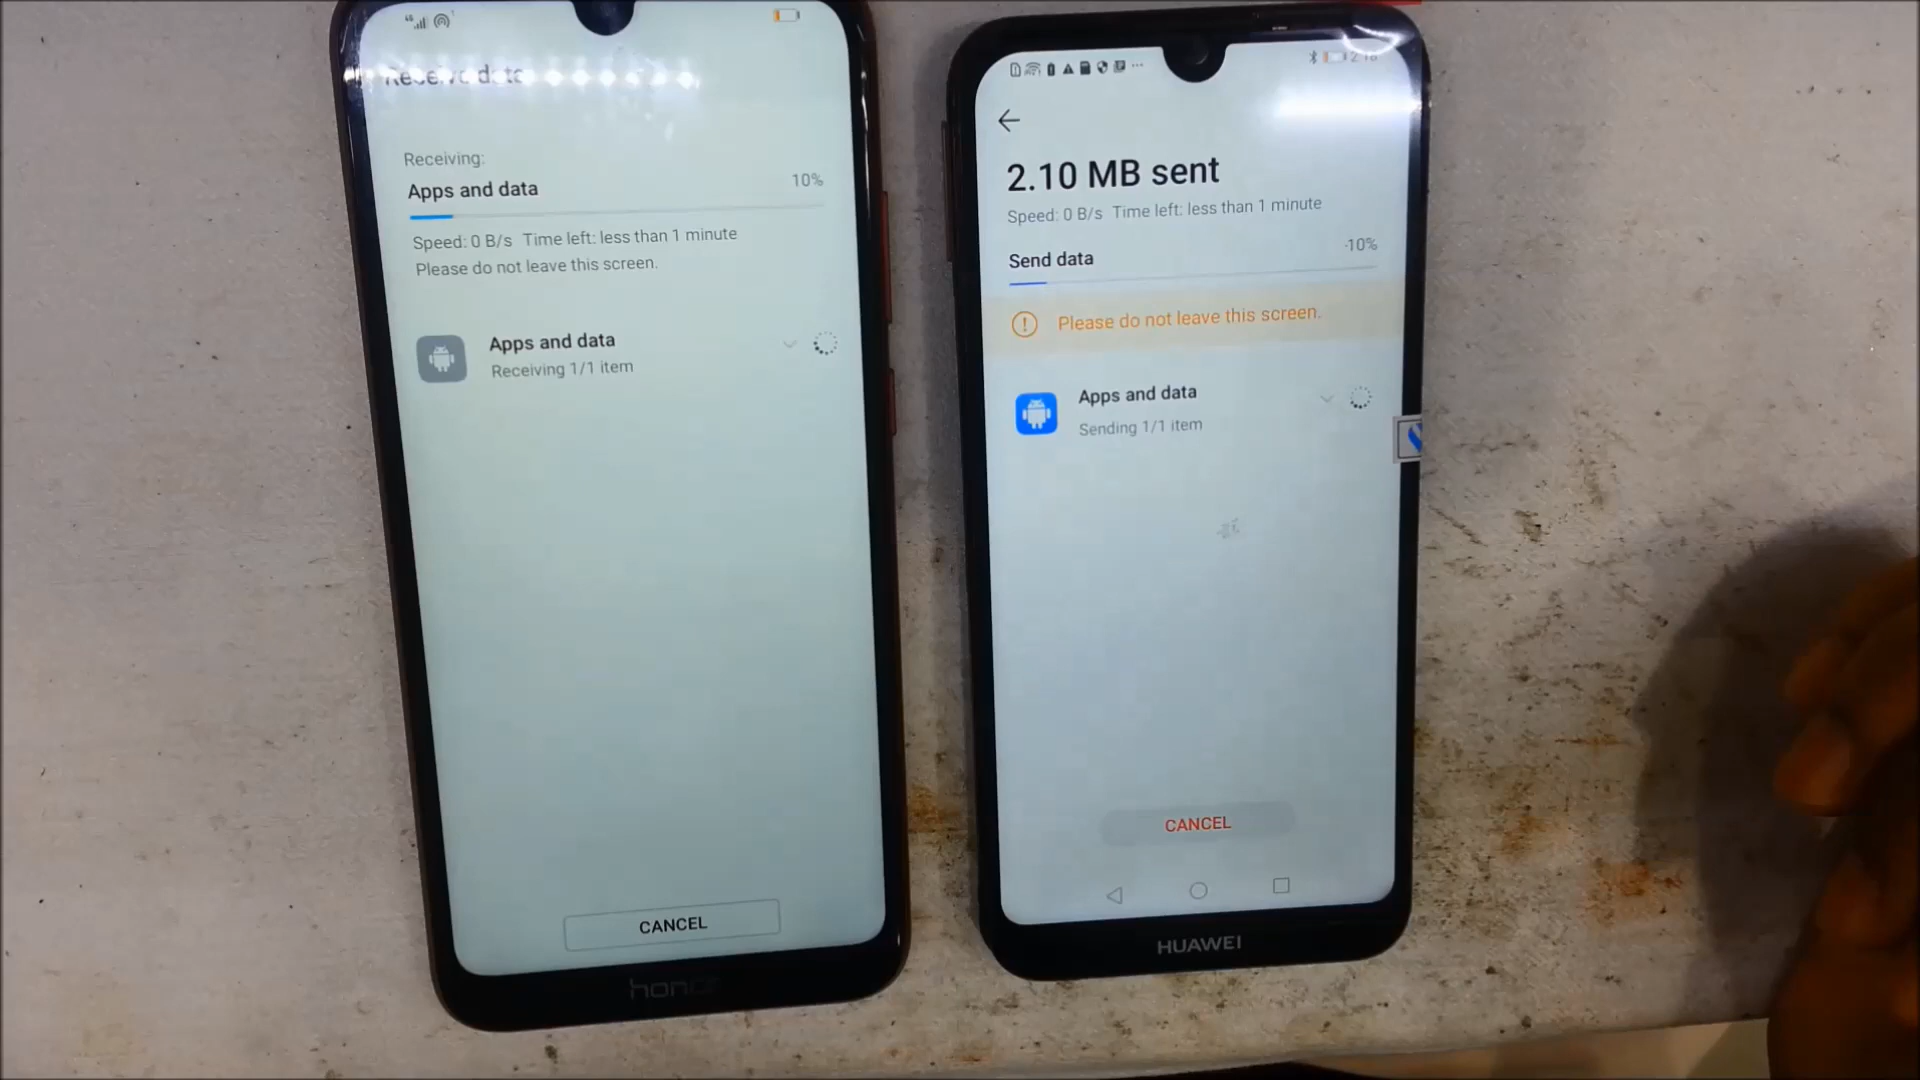 Receive data
Receiving:
Apps and data
10%
Speed: 0 B/s Time left: less than 1 minute
Please do not leave this screen.
Apps and data
Receiving 1/1 item
CANCEL
honor
2.10 MB sent
Speed: 0 B/s Time left: less than 1 minute
10%
Send data
Please do not leave this screen.
Apps and data
Sending 1/1 item
CANCEL
HUAWEI